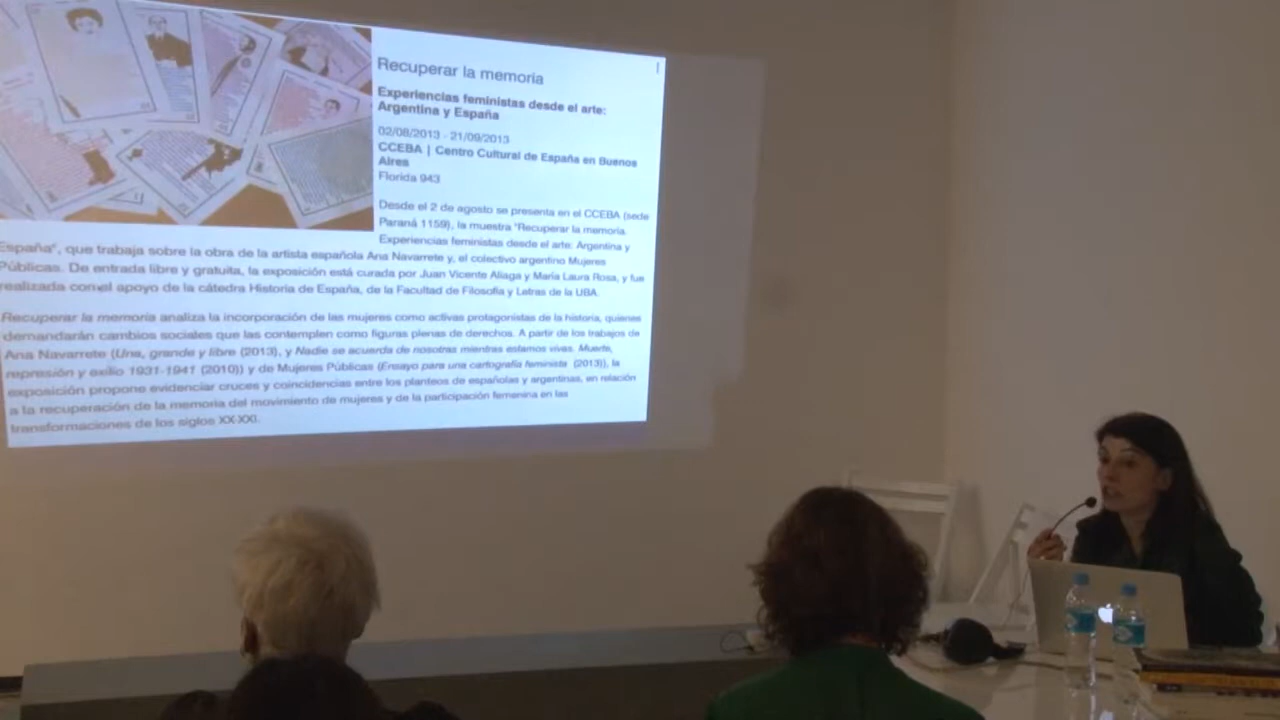 Recuperar la memoria
Experiencias feministas desde el arte:
Argentina y España
02/08/2013 - 21/09/2013
CCEBA | Centro Cultural de España en Buenos
Aires
Florida 943
Desde el 2 de agosto se presenta en el CCEBA (sede
Paraná 1159), la muestra "Recuperar la memoria.
Experiencias feministas desde el arte: Argentina y
España", que trabaja sobre la obra de la artista española Ana Navarrete y, el colectivo argentino Mujeres
Públicas. De entrada libre y gratuita, la exposición está curada por Juan Vicente Aliaga y María Laura Rosa, y fue
realizada con el apoyo de la cátedra Historia de España, de la Facultad de Filosofía y Letras de la UBA.
Recuperar la memoria analiza la incorporación de las mujeres como activas protagonistas de la historia, quienes
demandarán cambios sociales que las contemplen como figuras plenas de derechos. A partir de los trabajos de
Ana Navarrete (Una, grande y libre (2013), y Nadie se acuerda de nosotras mientras estamos vivas. Muerte,
represión y exilio 1931-1941 (2010)) y de Mujeres Públicas (Ensayo para una cartografía feminista (2013)), la
exposición propone evidenciar cruces y coincidencias entre los planteos de españolas y argentinas, en relación
a la recuperación de la memoria del movimiento de mujeres y de la participación femenina en las
transformaciones de los siglos XX-XXI.